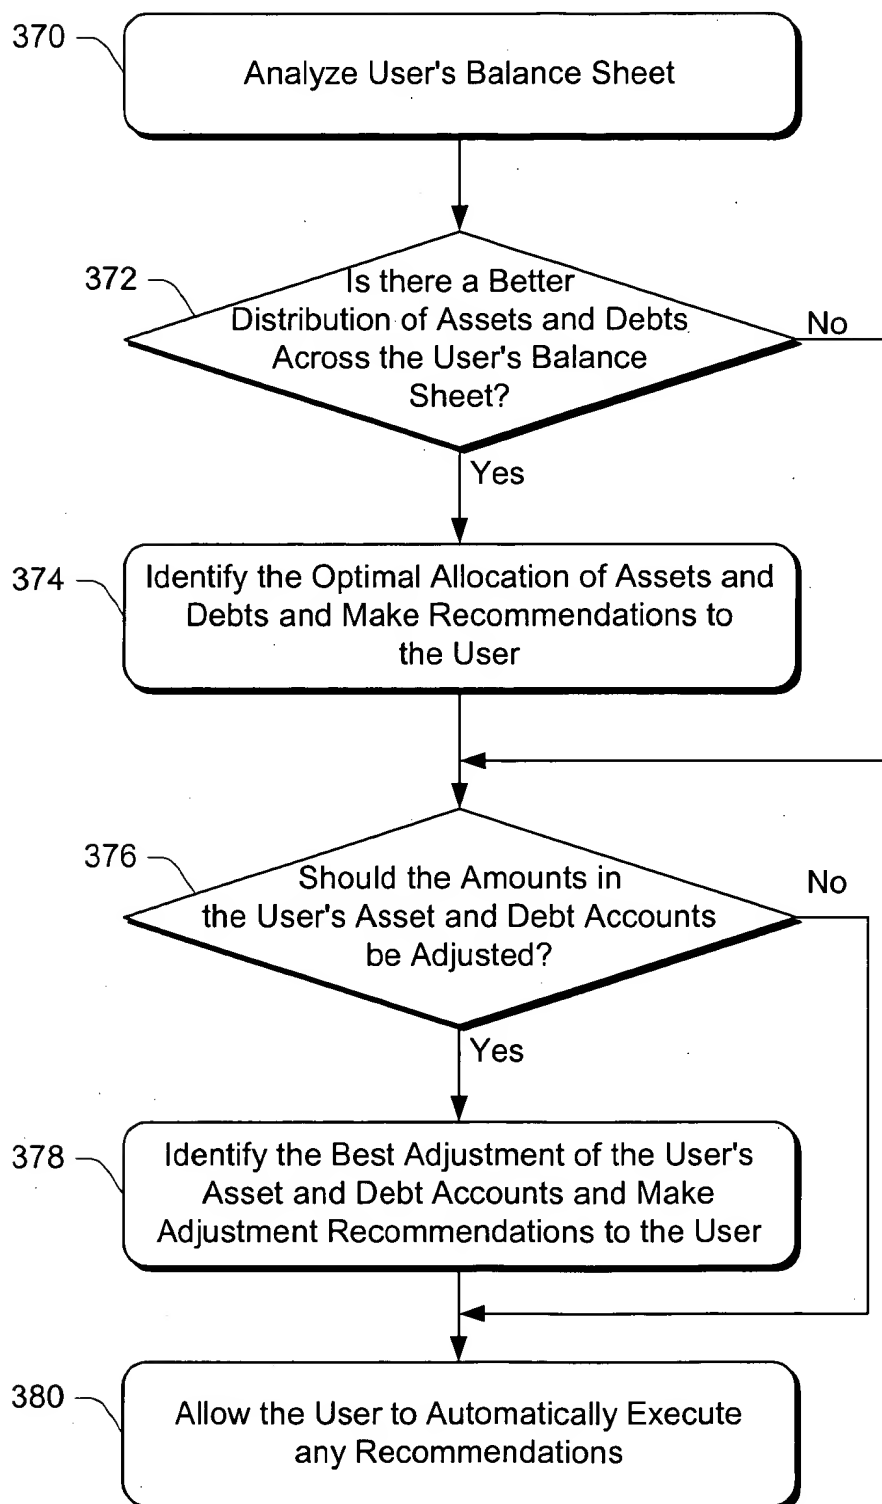 370
Analyze User's Balance Sheet
372
Is there a Better
Distribution of Assets and Debts
Across the User's Balance
Sheet?
No
Yes
374
Identify the Optimal Allocation of Assets and
Debts and Make Recommendations to
the User
376
Should the Amounts in
the User's Asset and Debt Accounts
be Adjusted?
No
Yes
378
Identify the Best Adjustment of the User's
Asset and Debt Accounts and Make
Adjustment Recommendations to the User
380
Allow the User to Automatically Execute
any Recommendations